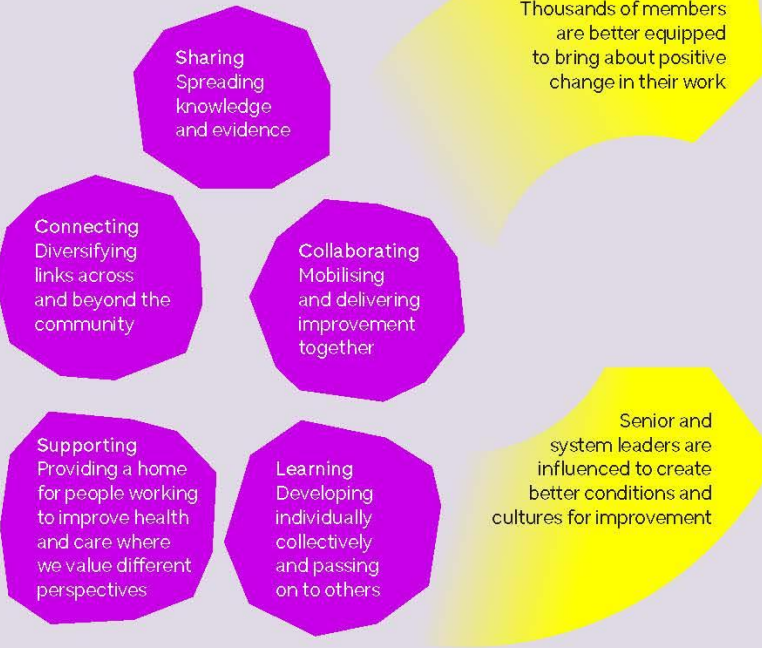 Sharing
Spreading
knowledge
and evidence
Thousands of members
are better equipped
to bring about positive
change in their work
Connecting
Diversifying
links across
and beyond the
community
Collaborating
Mobilising
and delivering
improvement
together
Supporting
Providing a home
for people working
to improve health
and care where
we value different
perspectives
Learning
Developing
individually
collectively
and passing
on to others
Senior and
system leaders are
influenced to create
better conditions and
cultures for improvement